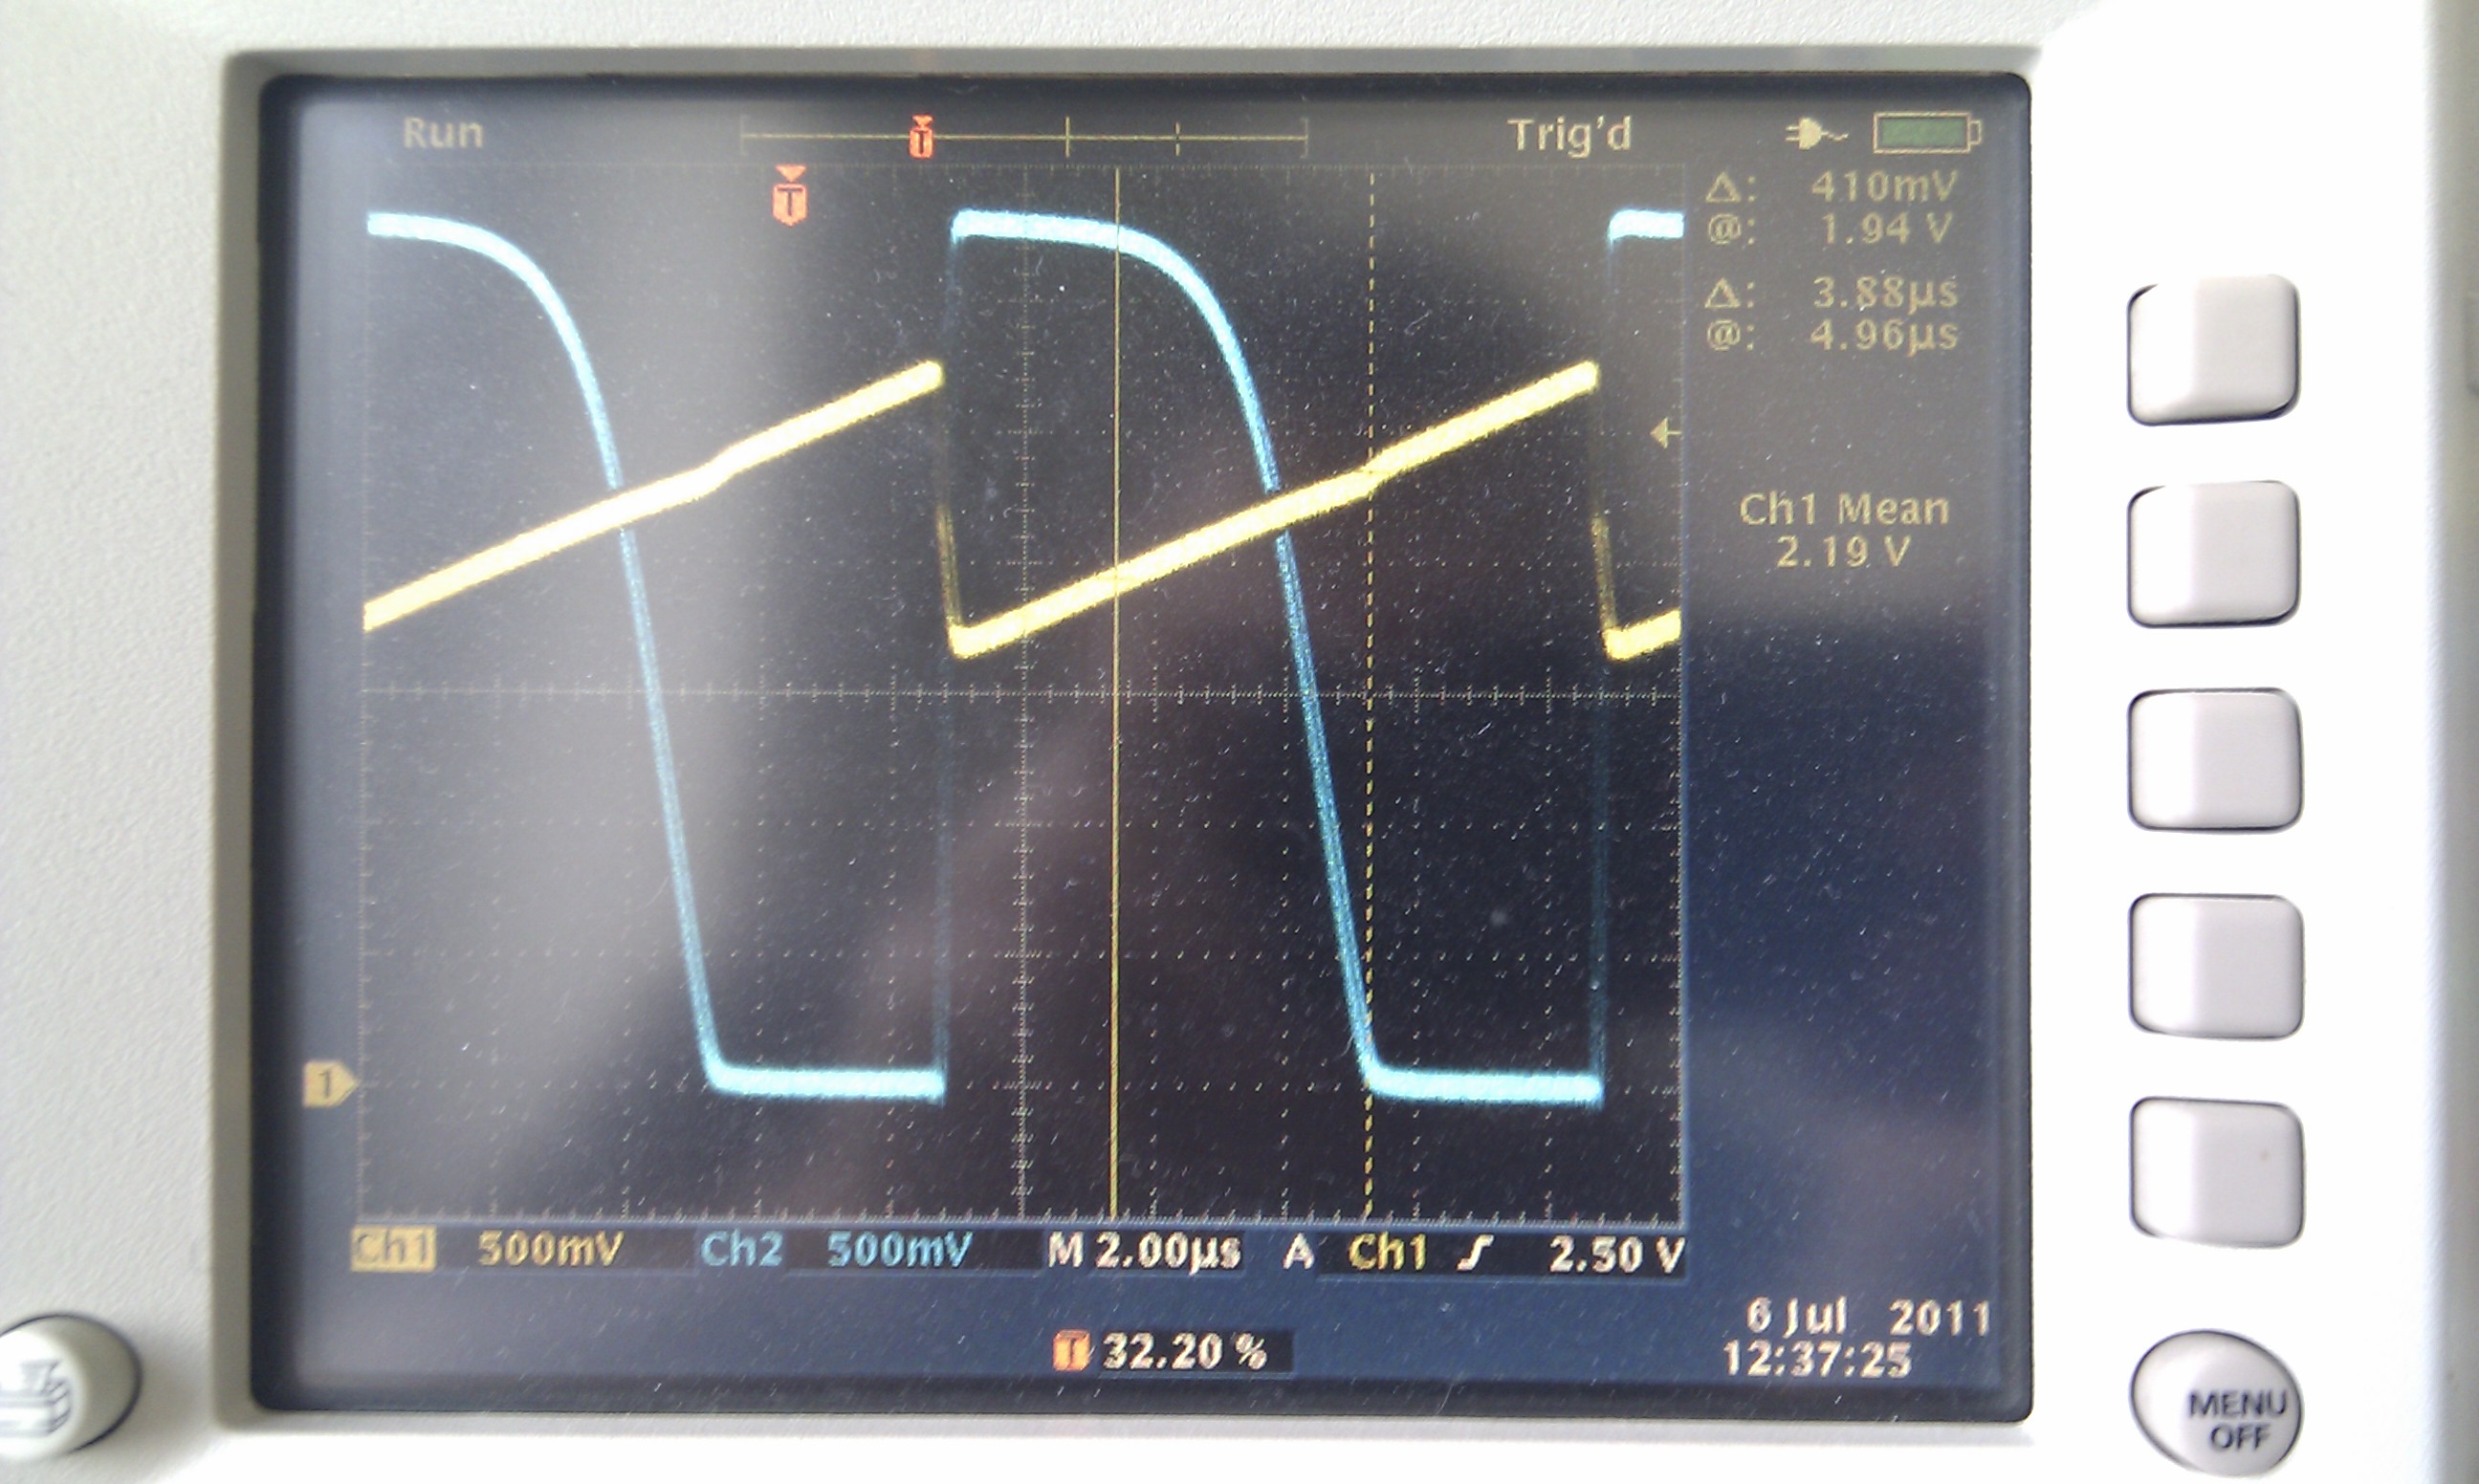 Run
Trig'd
T
T
Δ: 410mV
@: 1.94 V
Δ: 3.88µs
@: 4.96µs
Ch1 Mean
2.19 V
1
Ch1 500mV Ch2 500mV M 2.00µs A Ch1 2.50 V
T 32.20 %
6 Jul 2011
12:37:25
MENU
OFF